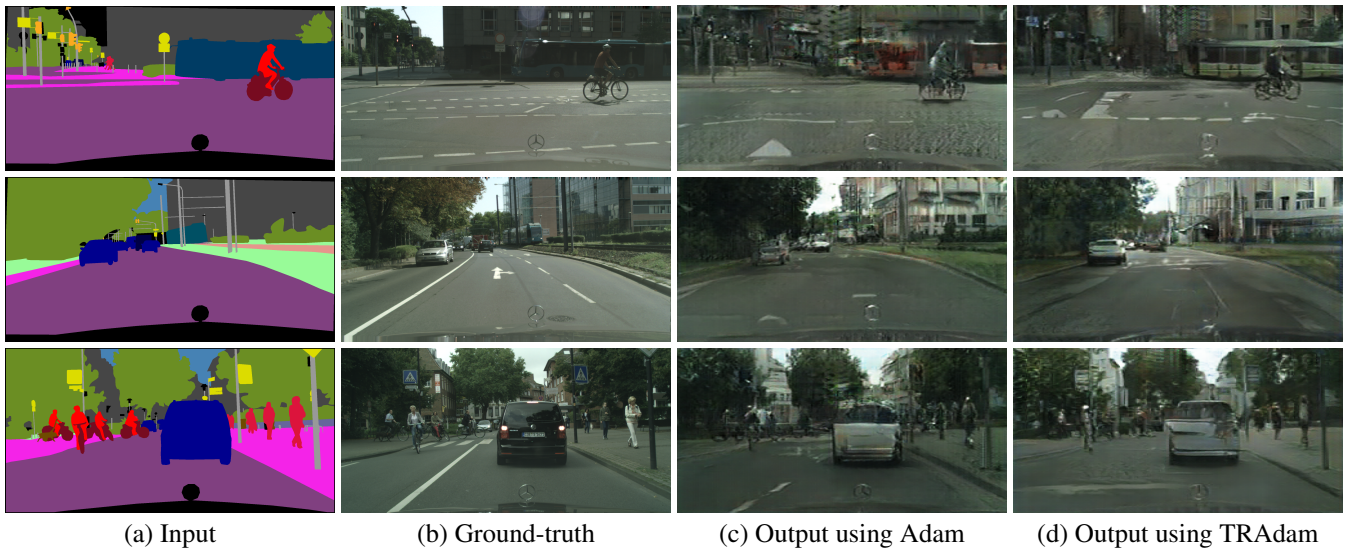 (a) Input
(b) Ground-truth
(c) Output using Adam
(d) Output using TRAdam